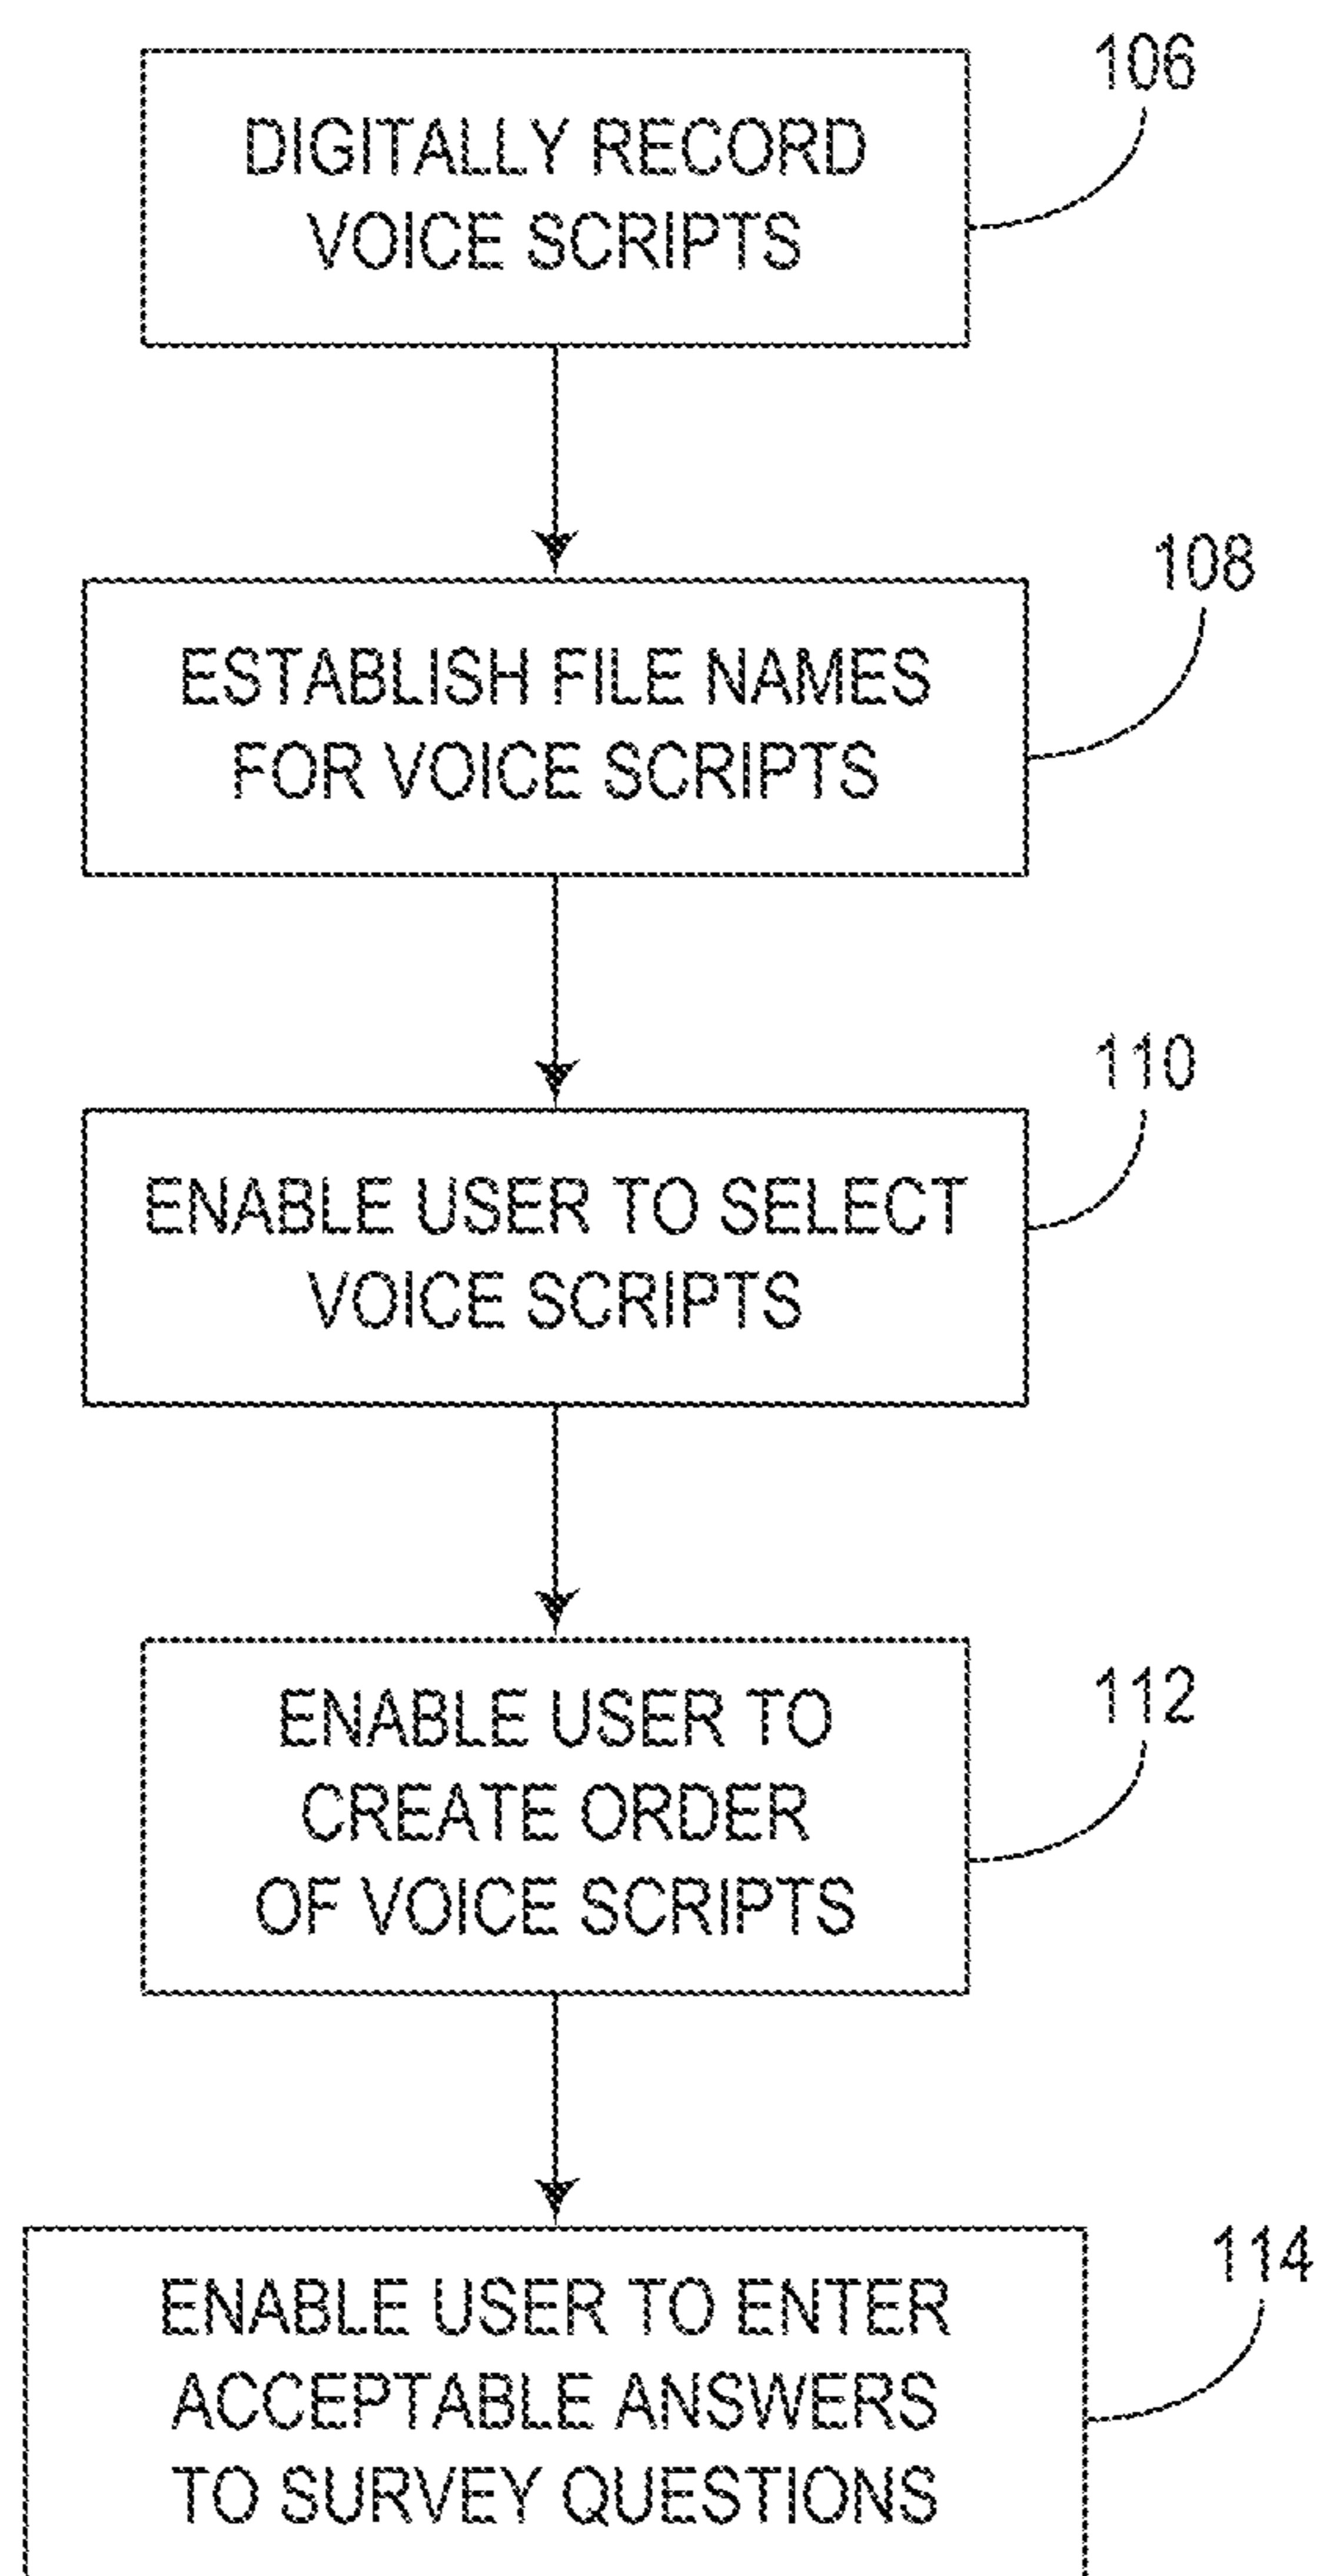 106
DIGITALLY RECORD
VOICE SCRIPTS
108
ESTABLISH FILE NAMES
FOR VOICE SCRIPTS
110
ENABLE USER TO SELECT
VOICE SCRIPTS
112
ENABLE USER TO
CREATE ORDER
OF VOICE SCRIPTS
114
ENABLE USER TO ENTER
ACCEPTABLE ANSWERS
TO SURVEY QUESTIONS